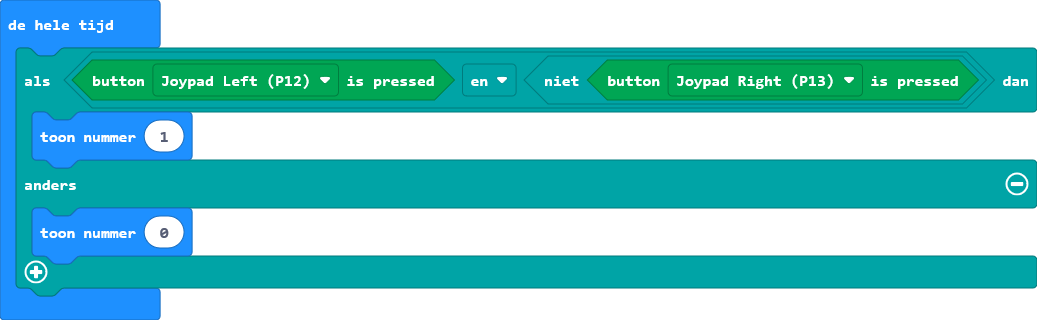 de hele tijd
als button Joypad Left (P12) is pressed en niet button Joypad Right (P13) is pressed dan
toon nummer 1
anders
toon nummer 0